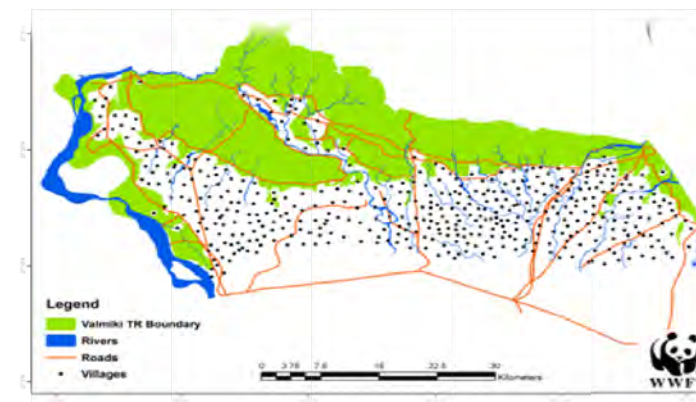 Legend
Valmiki TR Boundary
Rivers
Roads
Villages
0 3.75 7.5 15 22.5 30
Kilometers
WWF